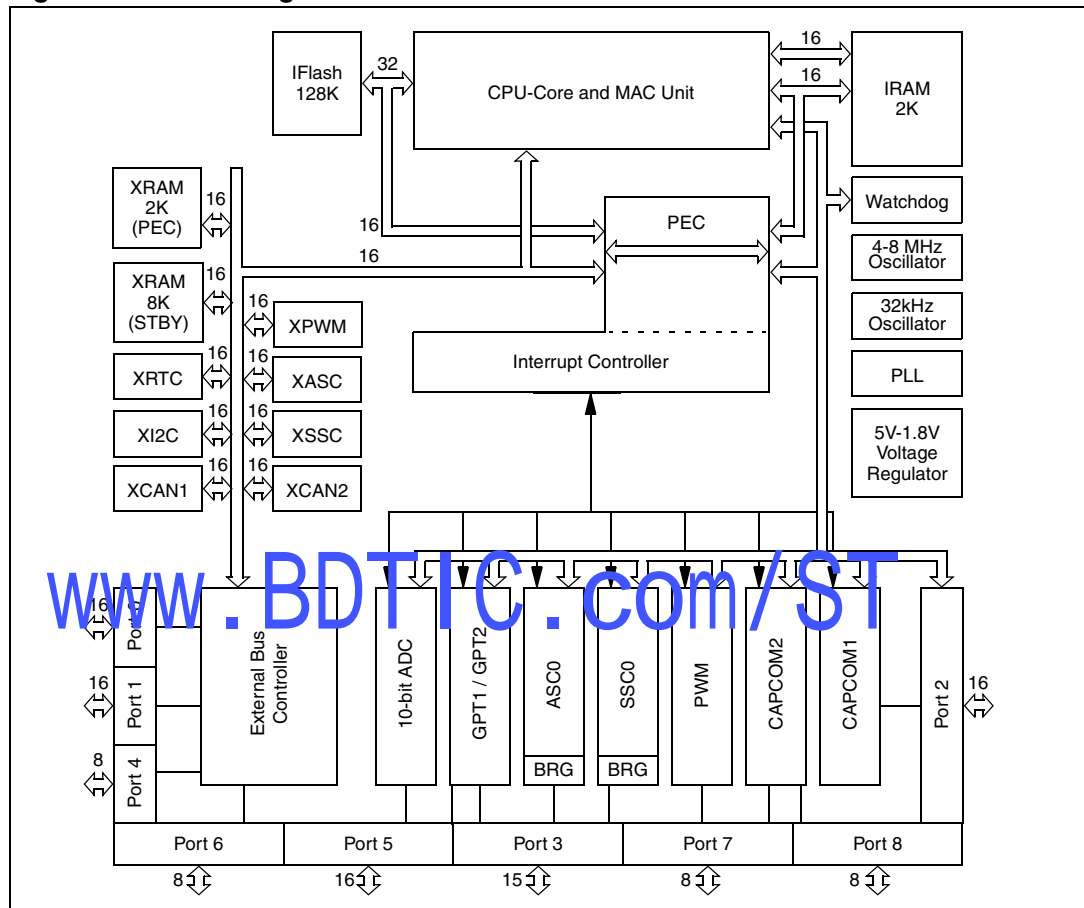 16
IFlash
128K
32
CPU-Core and MAC Unit
16
IRAM
2K
XRAM
2K
(PEC)
16
16
PEC
Watchdog
16
4-8 MHz
Oscillator
XRAM
8K
(STBY)
16
16
XPWM
32kHz
Oscillator
XRTC
16
16
XASC
Interrupt Controller
PLL
XI2C
16
16
XSSC
5V-1.8V
Voltage
Regulator
XCAN1
16
16
XCAN2
www.BDTIC.com/ST
16
Port 0
External Bus
Controller
10-bit ADC
GPT1 / GPT2
ASC0
SSC0
PWM
CAPCOM2
CAPCOM1
Port 2
16
16
Port 1
8
Port 4
BRG
BRG
Port 6
Port 5
Port 3
Port 7
Port 8
8
16
15
8
8